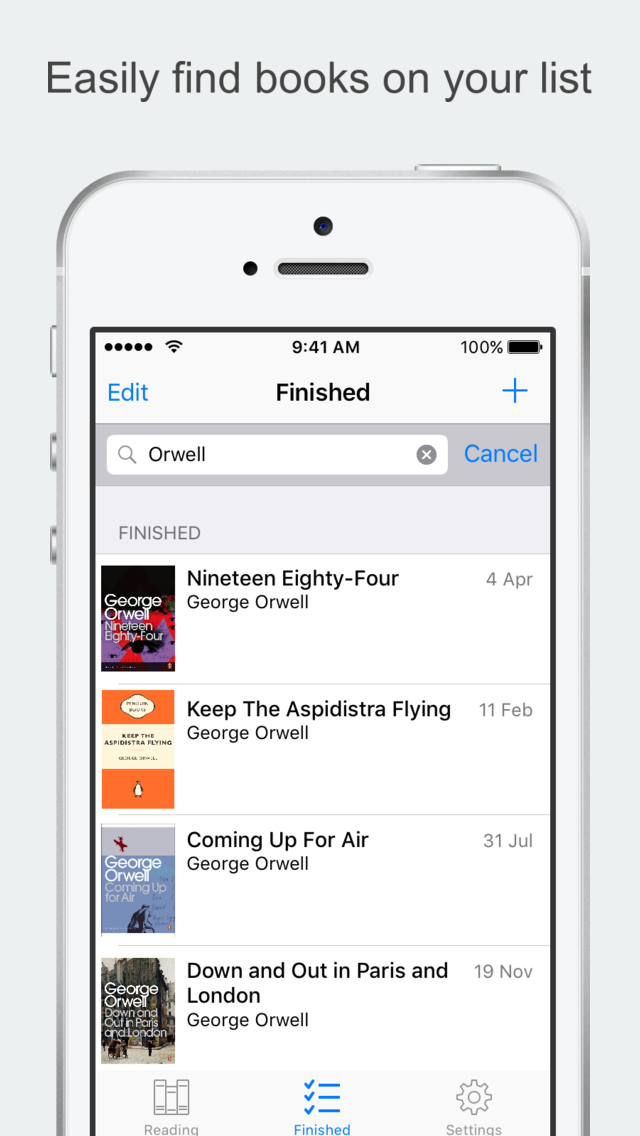 Easily find books on your list
9:41 AM
100%
Edit
Finished
Orwell
Cancel
FINISHED
George
Orwell
Nineteen
Eighty-Four
Nineteen Eighty-Four
4 Apr
George Orwell
PENGUIN
BOOKS
KEEP THE
ASPIDISTRA FLYING
GEORGE ORWELL
Keep The Aspidistra Flying
11 Feb
George Orwell
George
Orwell
Coming Up
for Air
Coming Up For Air
31 Jul
George Orwell
George
Orwell
Down and
Out in Paris
and London
Down and Out in Paris and
19 Nov
London
George Orwell
Reading
Finished
Settings